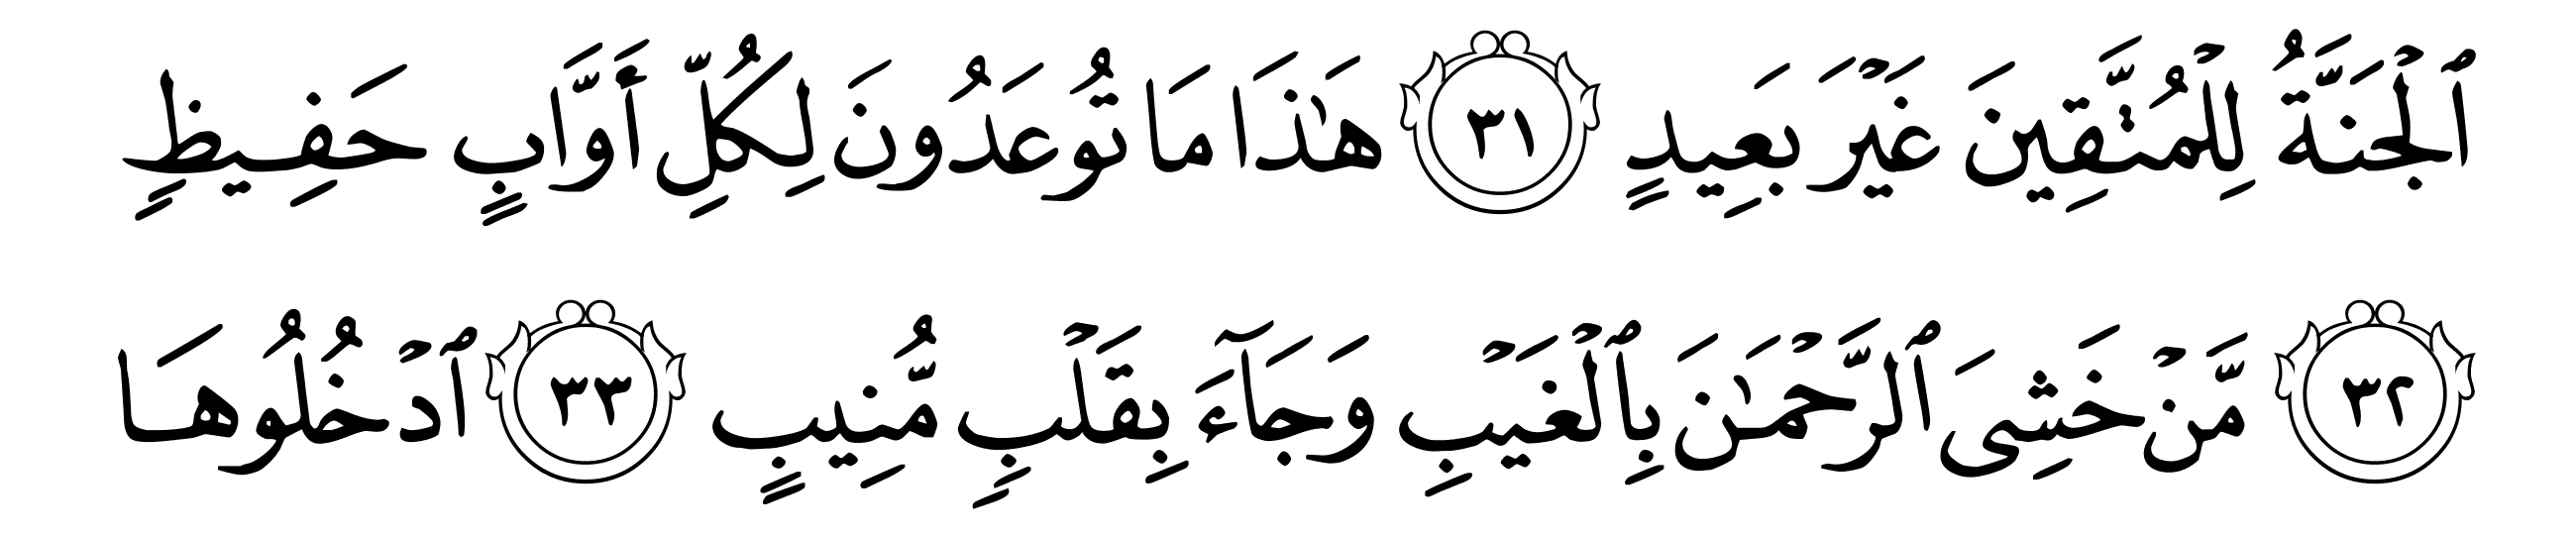 ٱلْجَنَّةُ لِلْمُتَّقِينَ غَيْرَ بَعِيدٍ ٣١ هَٰذَا مَا تُوعَدُونَ لِكُلِّ أَوَّابٍ حَفِيظٍ
٣٢ مَّنْ خَشِىَ ٱلرَّحْمَٰنَ بِٱلْغَيْبِ وَجَآءَ بِقَلْبٍ مُّنِيبٍ ٣٣ ٱدْخُلُوهَا